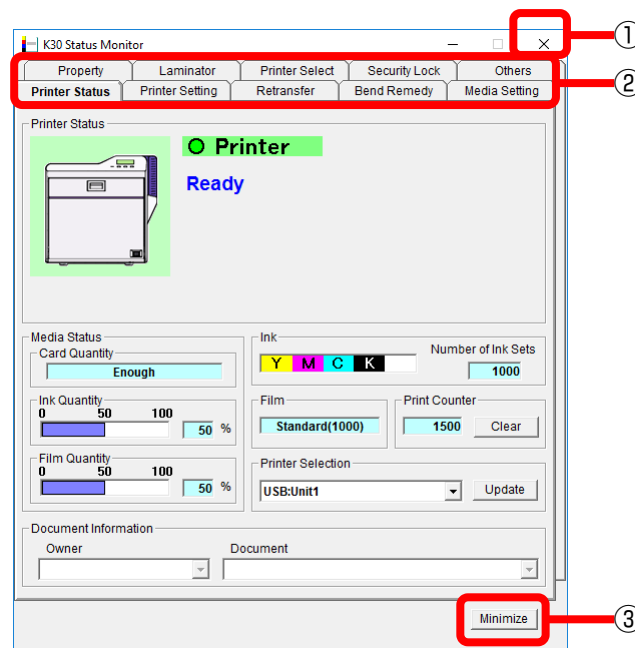 K30 Status Monitor
①
Property Laminator Printer Select Security Lock Others
②
Printer Status Printer Setting Retransfer Bend Remedy Media Setting
Printer Status
Printer
Ready
Media Status
Card Quantity
Enough
Ink
Y M C K
Number of Ink Sets
1000
Ink Quantity
0 50 100
50 %
Film
Standard(1000)
Print Counter
1500 Clear
Film Quantity
0 50 100
50 %
Printer Selection
USB:Unit1 Update
Document Information
Owner Document
Minimize
③